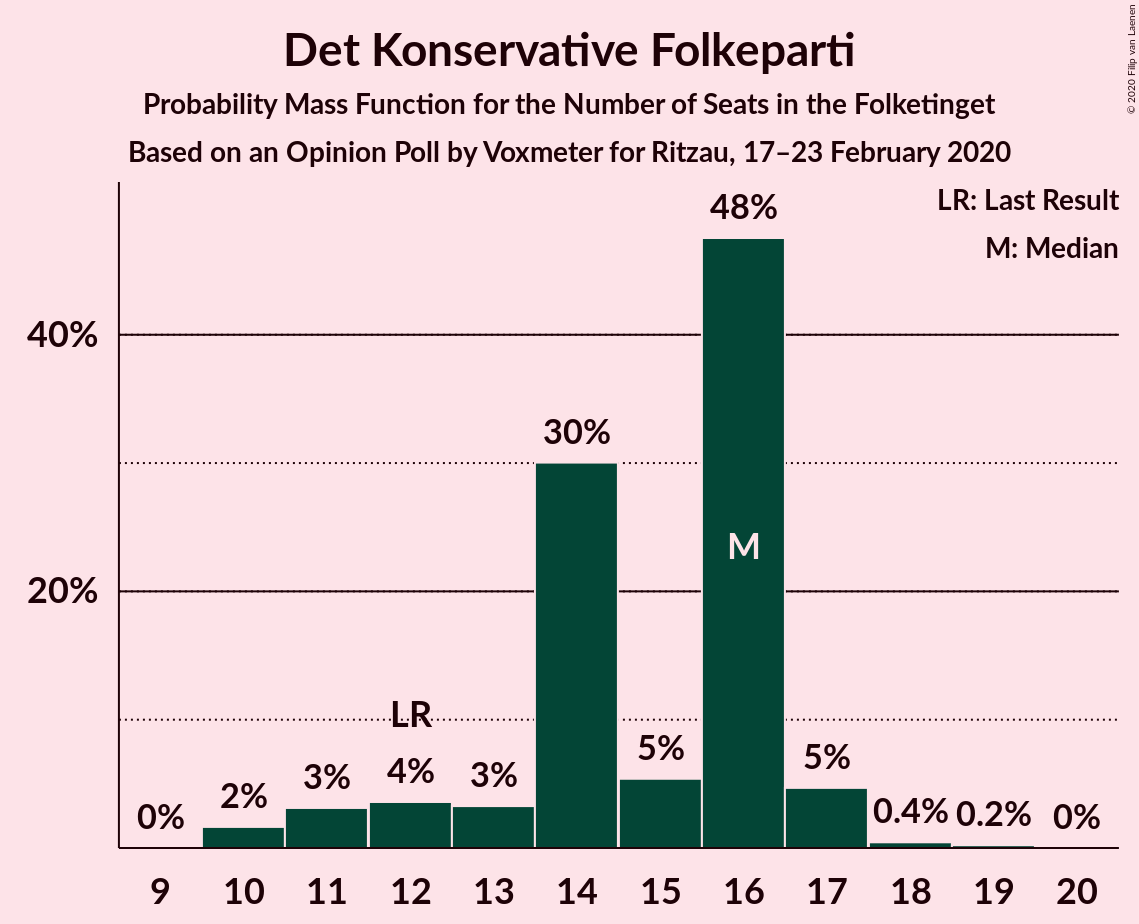 Det Konservative Folkeparti
Probability Mass Function for the Number of Seats in the Folketinget
Based on an Opinion Poll by Voxmeter for Ritzau, 17–23 February 2020
© 2020 Filip van Laenen
LR: Last Result
M: Median
48%
40%
30%
M
20%
LR
5%
5%
4%
3%
3%
2%
0%
0.4%
0.2%
0%
9 10 11 12 13 14 15 16 17 18 19 20